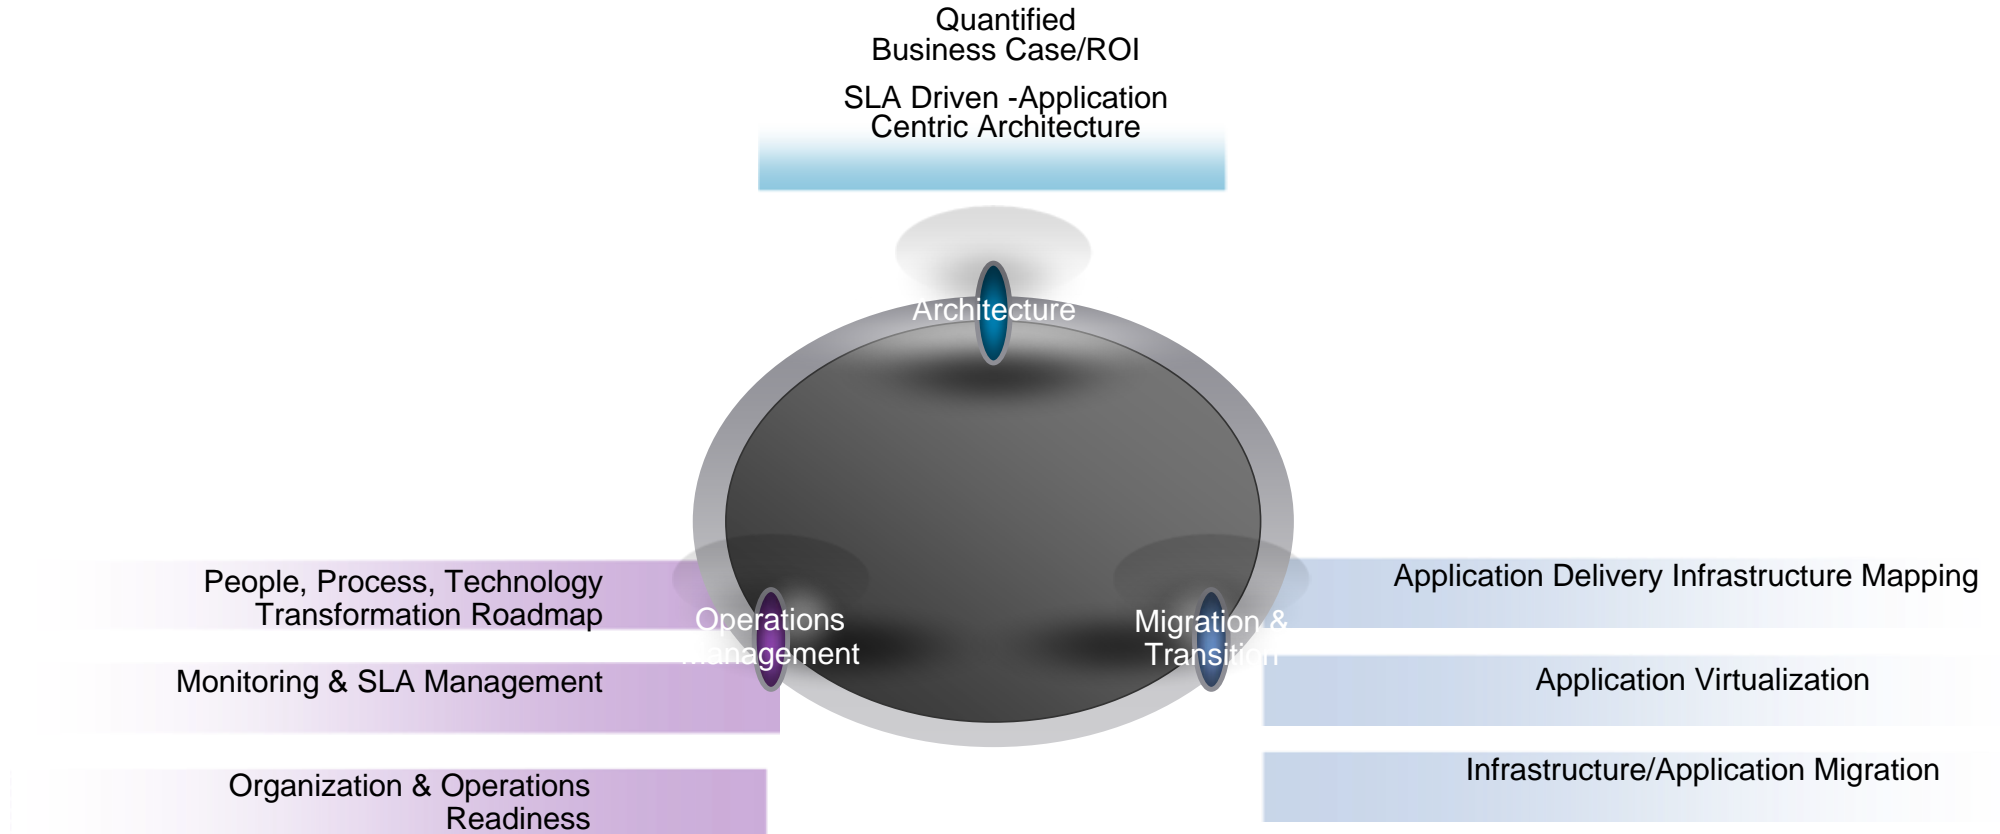 Quantified
Business Case/ROI
SLA Driven -Application
Centric Architecture
Architecture
People, Process, Technology
Transformation Roadmap
Monitoring & SLA Management
Organization & Operations
Readiness
Operations
Management
Migration &
Transition
Application Delivery Infrastructure Mapping
Application Virtualization
Infrastructure/Application Migration